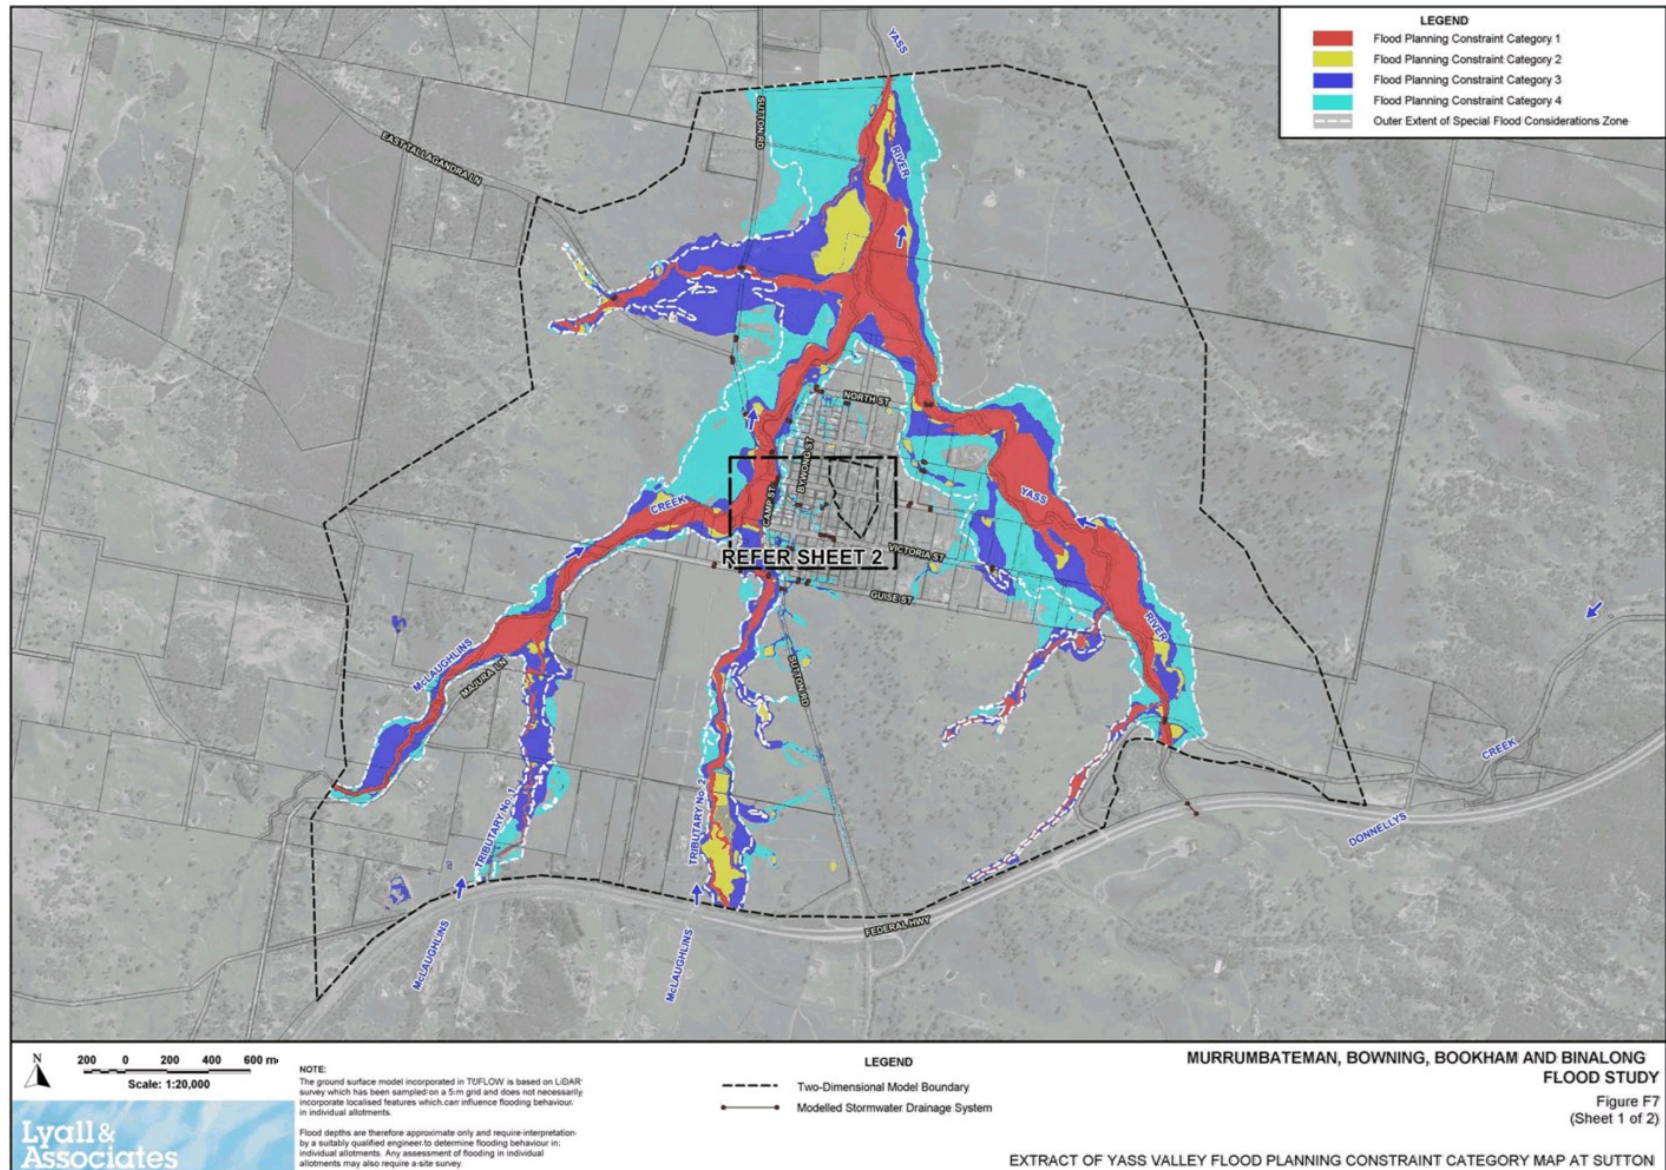 LEGEND
Flood Planning Constraint Category 1
Flood Planning Constraint Category 2
Flood Planning Constraint Category 3
Flood Planning Constraint Category 4
Outer Extent of Special Flood Considerations Zone
YASS
SUTTON RD
EAST TALLAGANDRA LN
RIVER
NORTH ST
BYWONG ST
CAMP ST
CREEK
YASS
REFER SHEET 2
VICTORIA ST
GUISE ST
McLAUGHLINS
MAJURA LN
RIVER
SUTTON RD
CREEK
TRIBUTARY No. 1
TRIBUTARY No. 2
DONNELLYS
FEDERAL HWY
McLAUGHLINS
McLAUGHLINS
N
200 0 200 400 600 m
Scale: 1:20,000
NOTE:
The ground surface model incorporated in TUFLOW is based on LiDAR
survey which has been sampled on a 5 m grid and does not necessarily
incorporate localised features which can influence flooding behaviour
in individual allotments.
Flood depths are therefore approximate only and require interpretation
by a suitably qualified engineer to determine flooding behaviour in
individual allotments. Any assessment of flooding in individual
allotments may also require a site survey.
LEGEND
Two-Dimensional Model Boundary
Modelled Stormwater Drainage System
MURRUMBATEMAN, BOWNING, BOOKHAM AND BINALONG
FLOOD STUDY
Figure F7
(Sheet 1 of 2)
Lyall &
Associates
EXTRACT OF YASS VALLEY FLOOD PLANNING CONSTRAINT CATEGORY MAP AT SUTTON